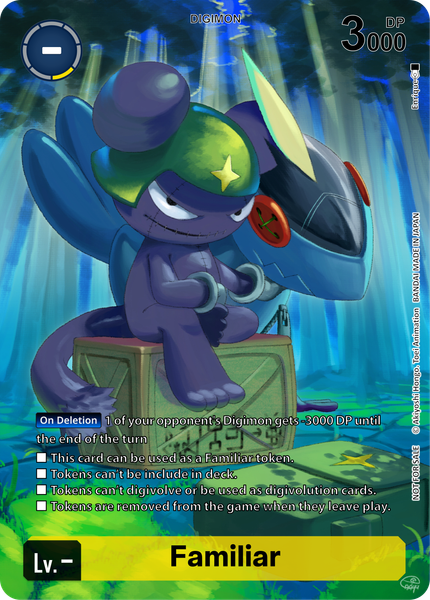 DIGIMON
–
DP
3000
Enrique
On Deletion 1 of your opponent's Digimon gets -3000 DP until
the end of the turn
This card can be used as a Familiar token.
Tokens can't be include in deck.
Tokens can't digivolve or be used as digivolution cards.
Tokens are removed from the game when they leave play.
NOT FOR SALE © Akiyoshi Hongo, Toei Animation BANDAI MADE IN JAPAN
Lv.–
Familiar